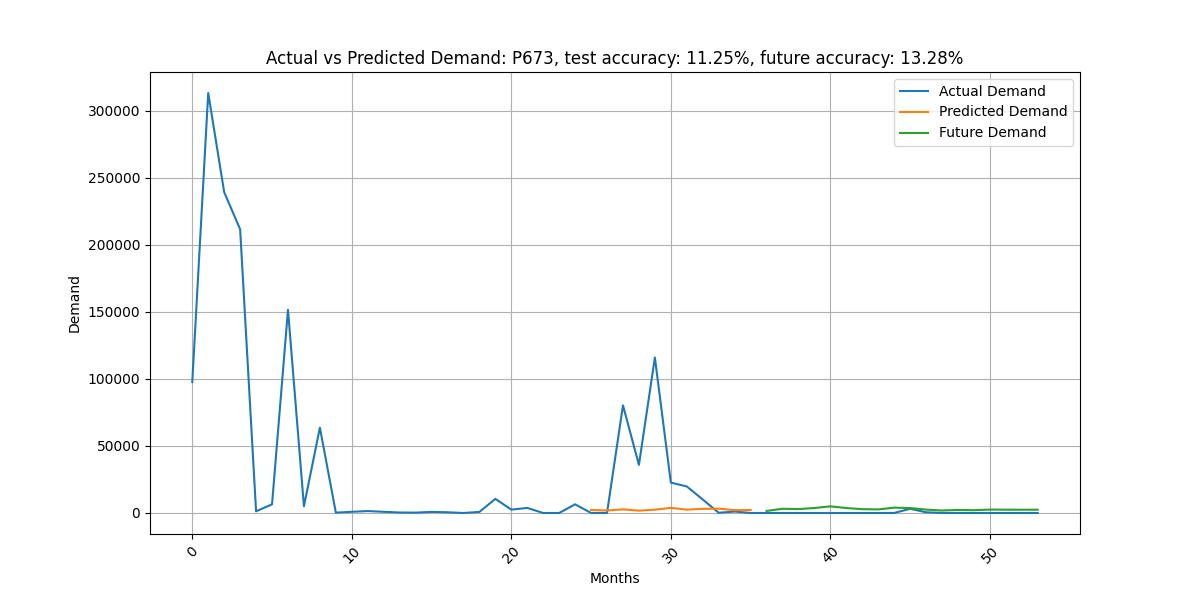 Actual vs Predicted Demand: P673, test accuracy: 11.25%, future accuracy: 13.28%
Actual Demand
Predicted Demand
Future Demand
Demand
300000
250000
200000
150000
100000
50000
0
0
10
20
30
40
50
Months